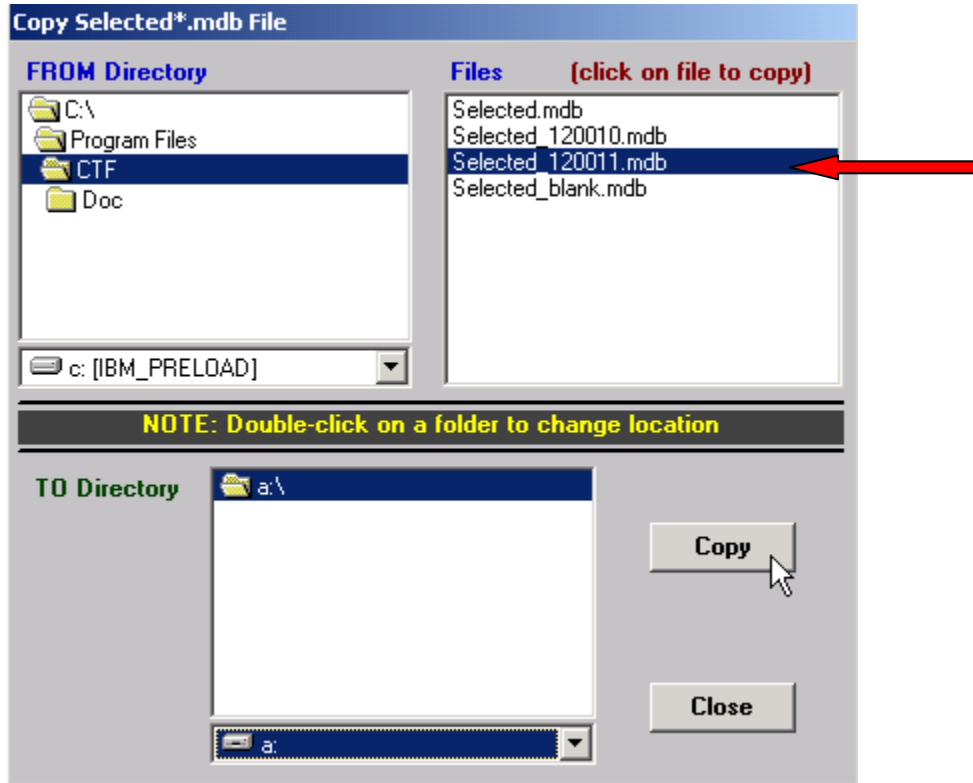 Copy Selected*.mdb File
FROM Directory
C:\
Program Files
CTF
Doc
c: [IBM_PRELOAD]
Files (click on file to copy)
Selected.mdb
Selected_120010.mdb
Selected_120011.mdb
Selected_blank.mdb
NOTE: Double-click on a folder to change location
TO Directory
a:\
a:
Copy
Close